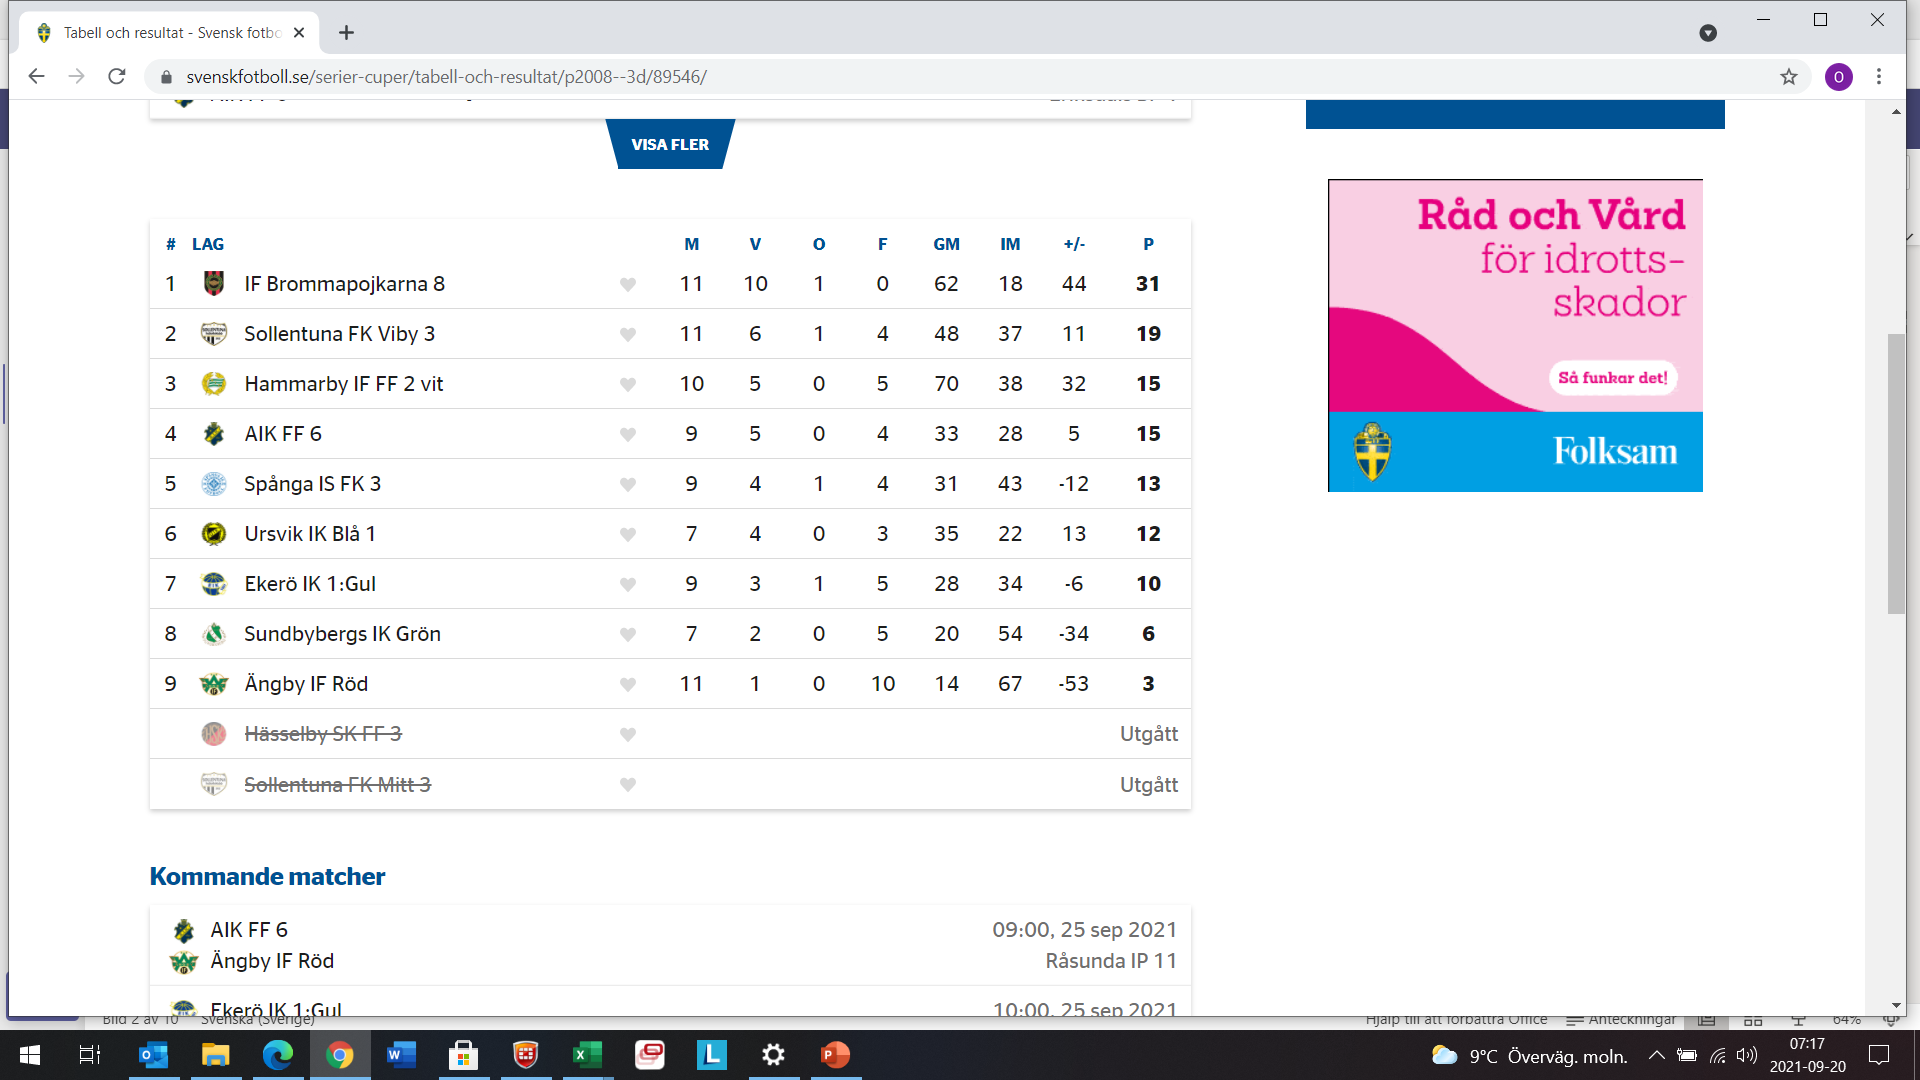 Tabell och resultat - Svensk fotbo
svenskfotboll.se/serier-cuper/tabell-och-resultat/p2008--3d/89546/
O
VISA FLER
# LAG M V O F GM IM +/- P
1 IF Brommapojkarna 8 11 10 1 0 62 18 44 31
2 Sollentuna FK Viby 3 11 6 1 4 48 37 11 19
3 Hammarby IF FF 2 vit 10 5 0 5 70 38 32 15
4 AIK FF 6 9 5 0 4 33 28 5 15
5 Spånga IS FK 3 9 4 1 4 31 43 -12 13
6 Ursvik IK Blå 1 7 4 0 3 35 22 13 12
7 Ekerö IK 1:Gul 9 3 1 5 28 34 -6 10
8 Sundbybergs IK Grön 7 2 0 5 20 54 -34 6
9 Ängby IF Röd 11 1 0 10 14 67 -53 3
Hässelby SK FF 3 Utgått
Sollentuna FK Mitt 3 Utgått
Kommande matcher
AIK FF 6 09:00, 25 sep 2021
Ängby IF Röd Råsunda IP 11
Ekerö IK 1:Gul 10:00, 25 sep 2021
Råd och Vård
för idrotts-
skador
Så funkar det!
Folksam
Bild 2 av 10 Svenska (Sverige) Hjälp till att förbättra Office Anteckningar 64%
9°C Överväg. moln.
07:17
2021-09-20